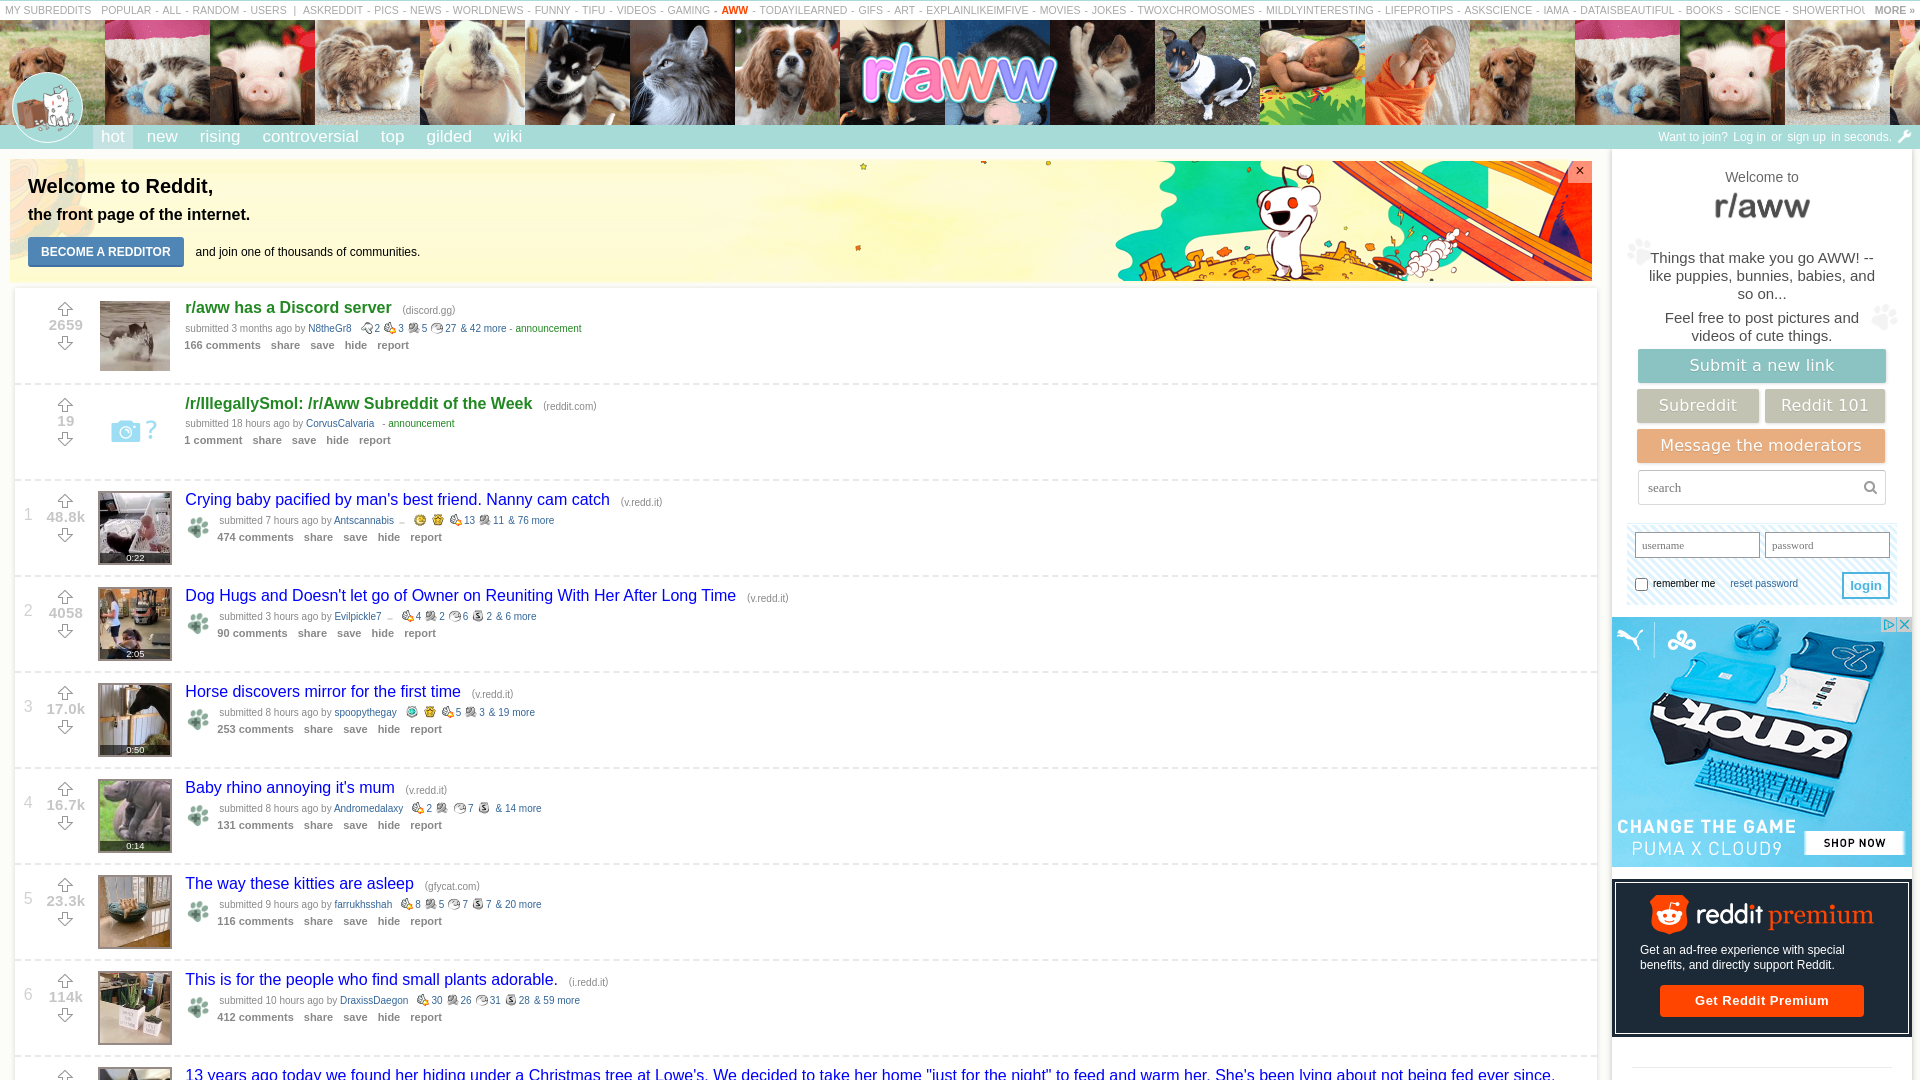 MY SUBREDDITS POPULAR - ALL - RANDOM - USERS | ASKREDDIT - PICS - NEWS - WORLDNEWS - FUNNY - TIFU - VIDEOS - GAMING - AWW - TODAYILEARNED - GIFS - ART - EXPLAINLIKEIMFIVE - MOVIES - JOKES - TWOXCHROMOSOMES - MILDLYINTERESTING - LIFEPROTIPS - ASKSCIENCE - IAMA - DATAISBEAUTIFUL - BOOKS - SCIENCE - SHOWERTHOU MORE »
r/aww
hot new rising controversial top gilded wiki
Want to join? Log in or sign up in seconds.
Welcome to Reddit,
the front page of the internet.
BECOME A REDDITOR and join one of thousands of communities.
×
r/aww has a Discord server (discord.gg)
2659
submitted 3 months ago by N8theGr8 2 3 5 27 & 42 more - announcement
166 comments share save hide report
/r/IllegallySmol: /r/Aww Subreddit of the Week (reddit.com)
19
submitted 18 hours ago by CorvusCalvaria - announcement
?
1 comment share save hide report
Crying baby pacified by man's best friend. Nanny cam catch (v.redd.it)
1
48.8k
submitted 7 hours ago by Antscannabis ... 13 11 & 76 more
474 comments share save hide report
0:22
Dog Hugs and Doesn't let go of Owner on Reuniting With Her After Long Time (v.redd.it)
2
4058
submitted 3 hours ago by Evilpickle7 ... 4 2 6 2 & 6 more
90 comments share save hide report
2:05
Horse discovers mirror for the first time (v.redd.it)
3
17.0k
submitted 8 hours ago by spoopythegay 5 3 & 19 more
253 comments share save hide report
0:50
Baby rhino annoying it's mum (v.redd.it)
4
16.7k
submitted 8 hours ago by Andromedalaxy 2 7 & 14 more
131 comments share save hide report
0:14
The way these kitties are asleep (gfycat.com)
5
23.3k
submitted 9 hours ago by farrukhsshah 8 5 7 7 & 20 more
116 comments share save hide report
This is for the people who find small plants adorable. (i.redd.it)
6
114k
submitted 10 hours ago by DraxissDaegon 30 26 31 28 & 59 more
412 comments share save hide report
13 years ago today we found her hiding under a Christmas tree at Lowe's. We decided to take her home "just for the night" to feed and warm her. She's been lying about not being fed ever since.
Welcome to
r/aww
Things that make you go AWW! --
like puppies, bunnies, babies, and
so on...
Feel free to post pictures and
videos of cute things.
Submit a new link
Subreddit Reddit 101
Message the moderators
search
username password
remember me reset password login
CLOUD9
CHANGE THE GAME
PUMA X CLOUD9
SHOP NOW
reddit premium
Get an ad-free experience with special
benefits, and directly support Reddit.
Get Reddit Premium